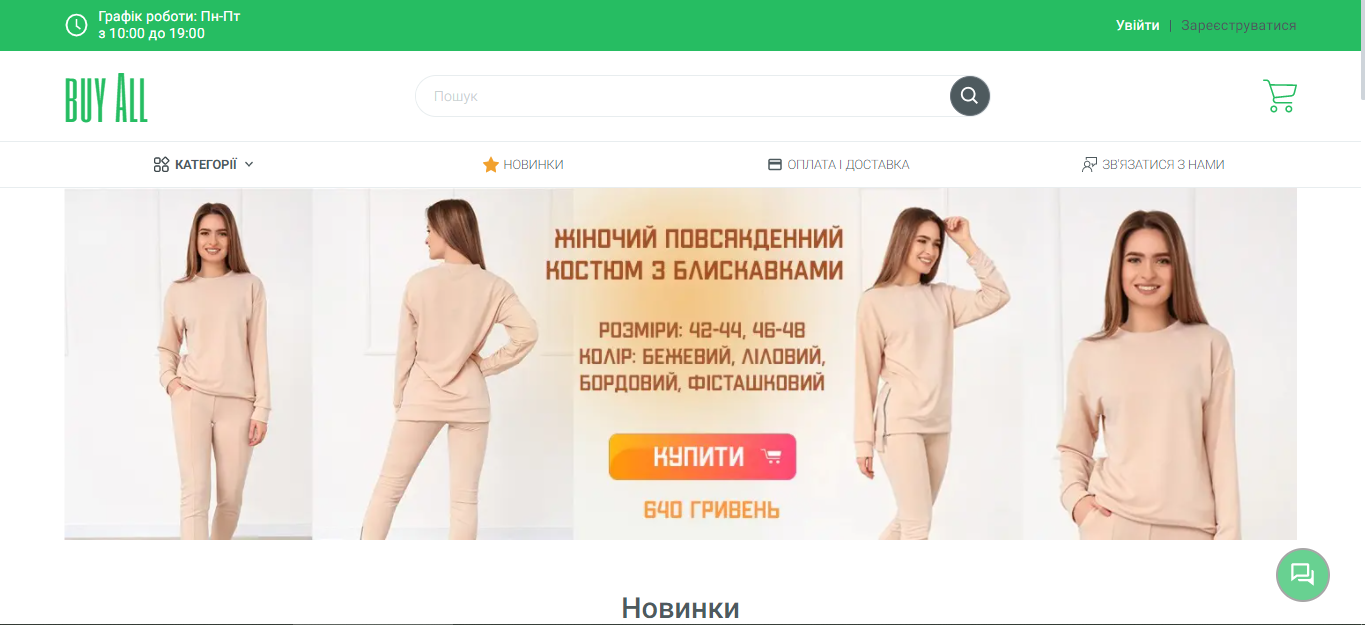 Графік роботи: Пн-Пт
з 10:00 до 19:00
Увійти | Зареєструватися
BUY ALL
Пошук
КАТЕГОРІЇ
НОВИНКИ
ОПЛАТА І ДОСТАВКА
ЗВ'ЯЗАТИСЯ З НАМИ
ЖІНОЧИЙ ПОВСЯКДЕННИЙ
КОСТЮМ З БЛИСКАВКАМИ
РОЗМІРИ: 42-44, 46-48
КОЛІР: БЕЖЕВИЙ, ЛІЛОВИЙ,
БОРДОВИЙ, ФІСТАШКОВИЙ
КУПИТИ
640 ГРИВЕНЬ
Новинки